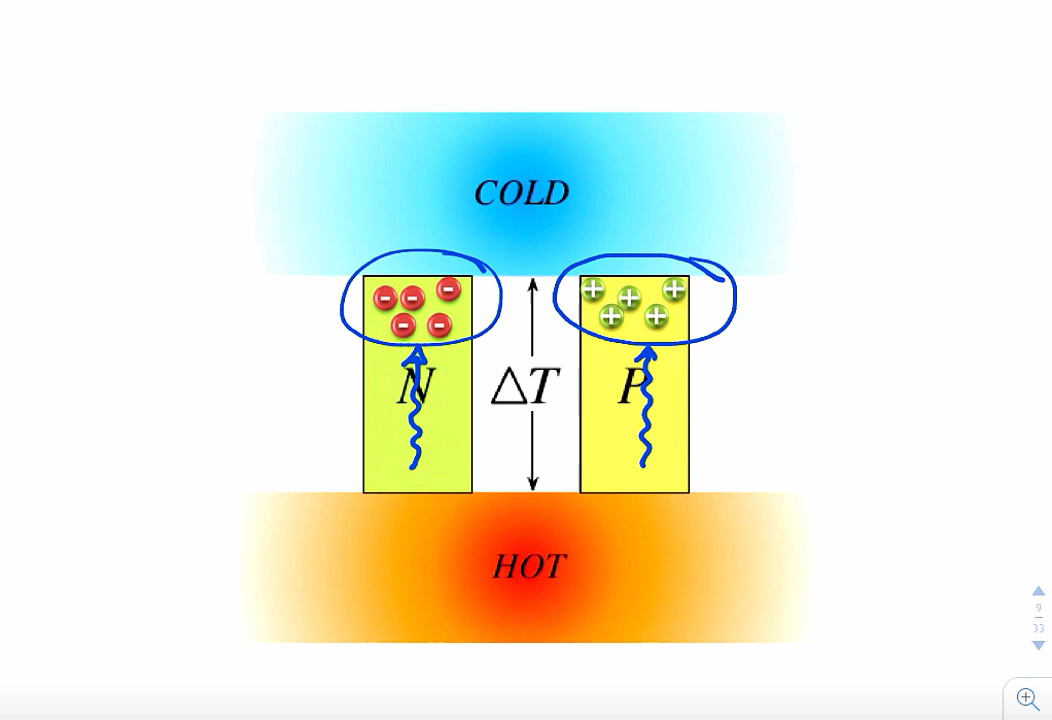 COLD
- - - - -
+ + + + +
N ΔT P
HOT
9
33